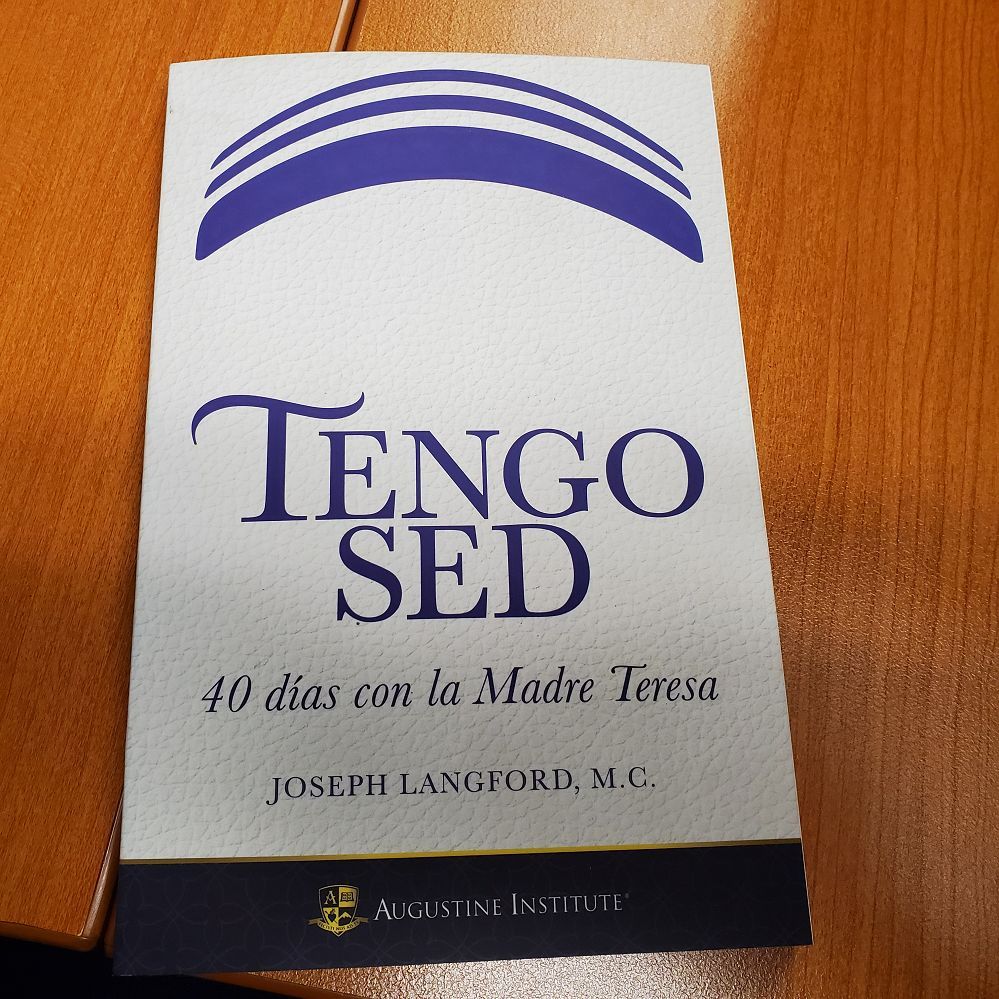 TENGO
SED
40 días con la Madre Teresa
JOSEPH LANGFORD, M.C.
AUGUSTINE INSTITUTE®